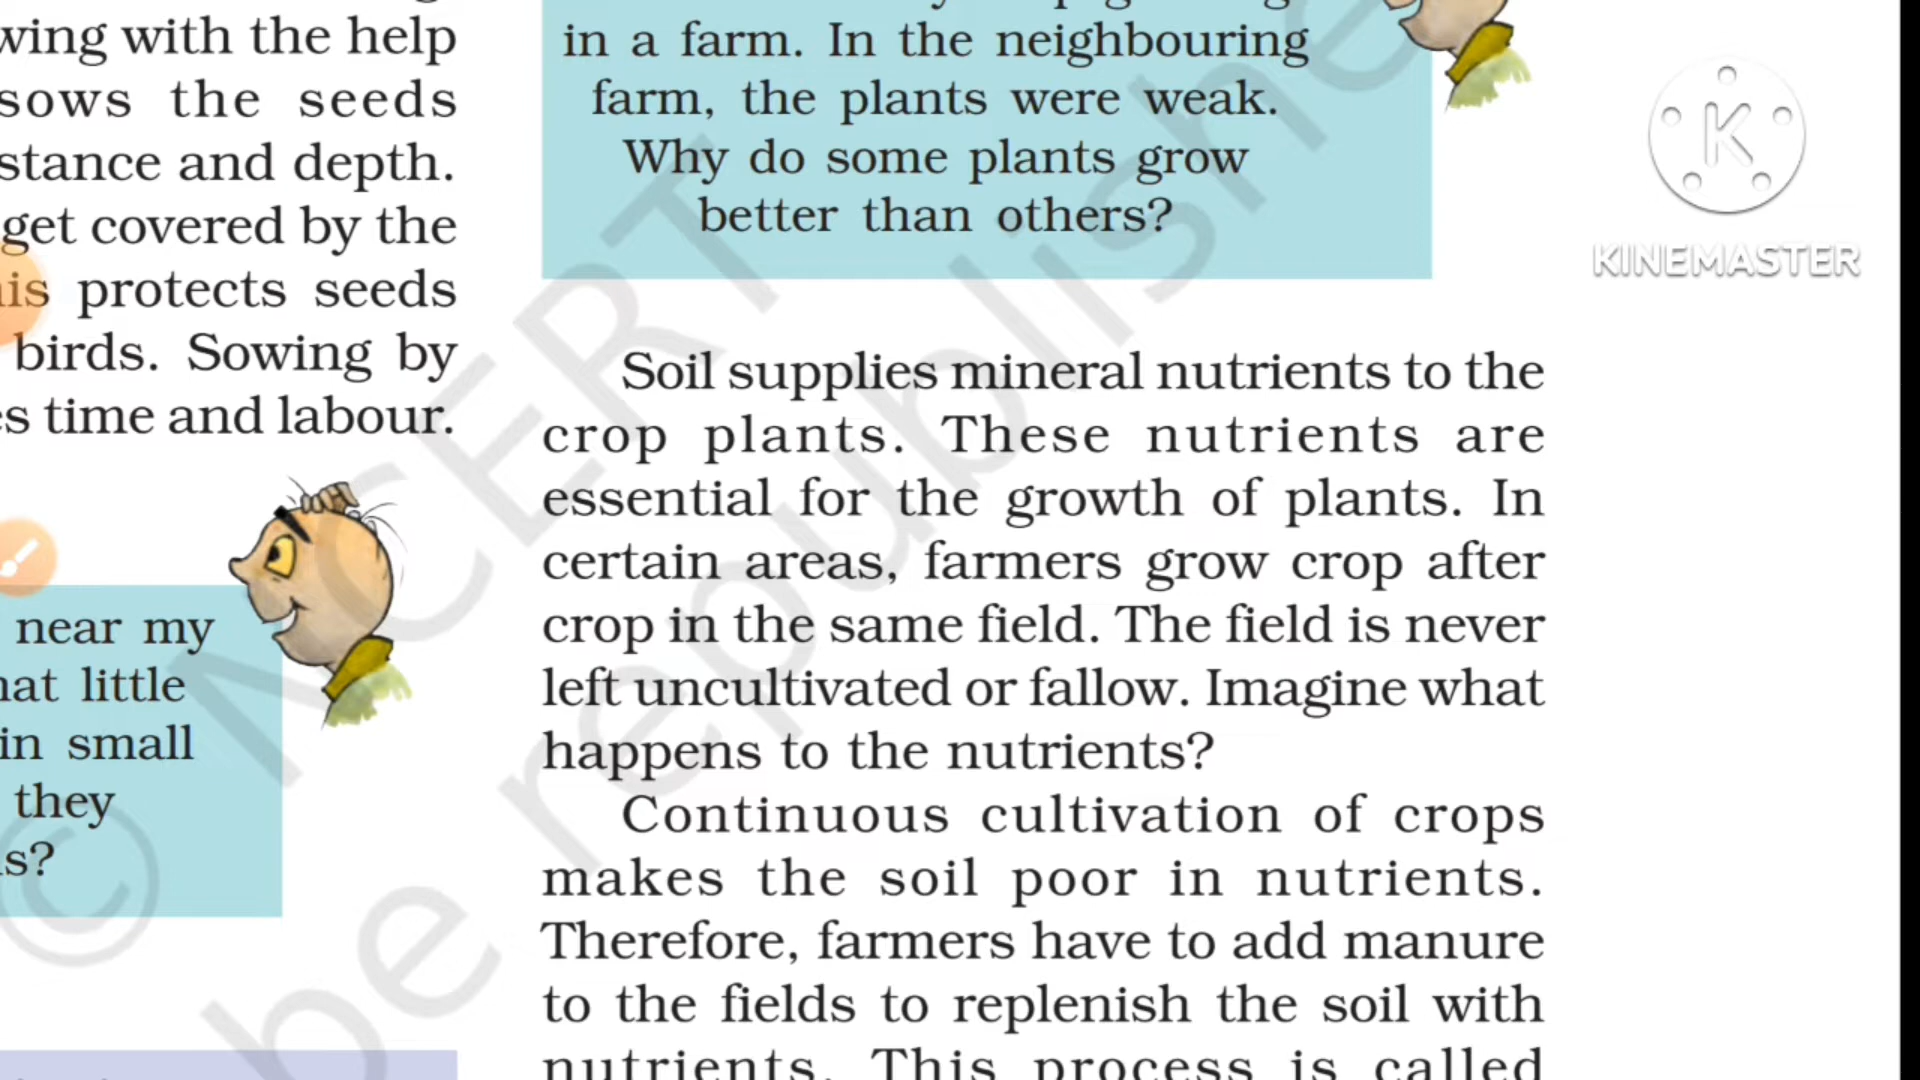 wing with the help
sows the seeds
stance and depth.
get covered by the
his protects seeds
birds. Sowing by
es time and labour.
near my
hat little
in small
they
s?
in a farm. In the neighbouring
farm, the plants were weak.
Why do some plants grow
better than others?
Soil supplies mineral nutrients to the
crop plants. These nutrients are
essential for the growth of plants. In
certain areas, farmers grow crop after
crop in the same field. The field is never
left uncultivated or fallow. Imagine what
happens to the nutrients?
Continuous cultivation of crops
makes the soil poor in nutrients.
Therefore, farmers have to add manure
to the fields to replenish the soil with
nutrients. This process is called
K
KINEMASTER
© NCERT
be republishe